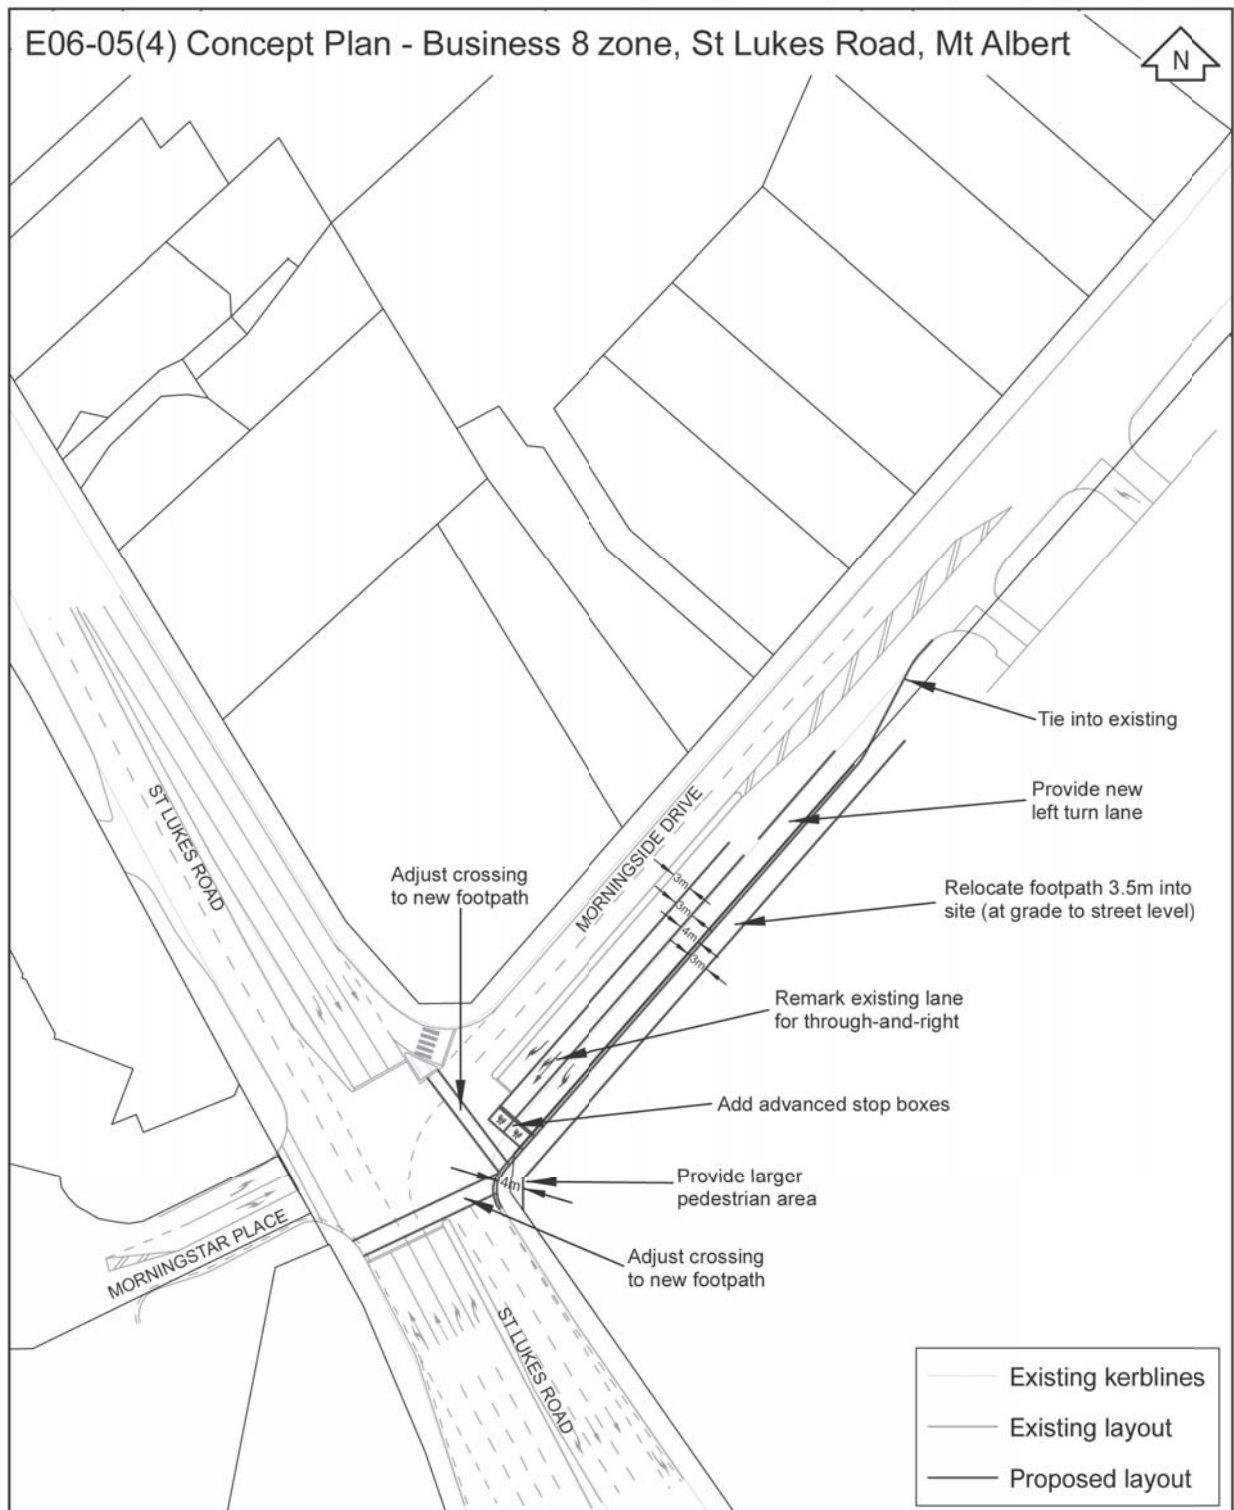 E06-05(4) Concept Plan - Business 8 zone, St Lukes Road, Mt Albert
N
Tie into existing
Provide new
left turn lane
ST LUKES ROAD
MORNINGSIDE DRIVE
Adjust crossing
to new footpath
3m
3m
4m
3m
Relocate footpath 3.5m into
site (at grade to street level)
Remark existing lane
for through-and-right
Add advanced stop boxes
4m
Provide larger
pedestrian area
MORNINGSTAR PLACE
Adjust crossing
to new footpath
ST LUKES ROAD
Existing kerblines
Existing layout
Proposed layout